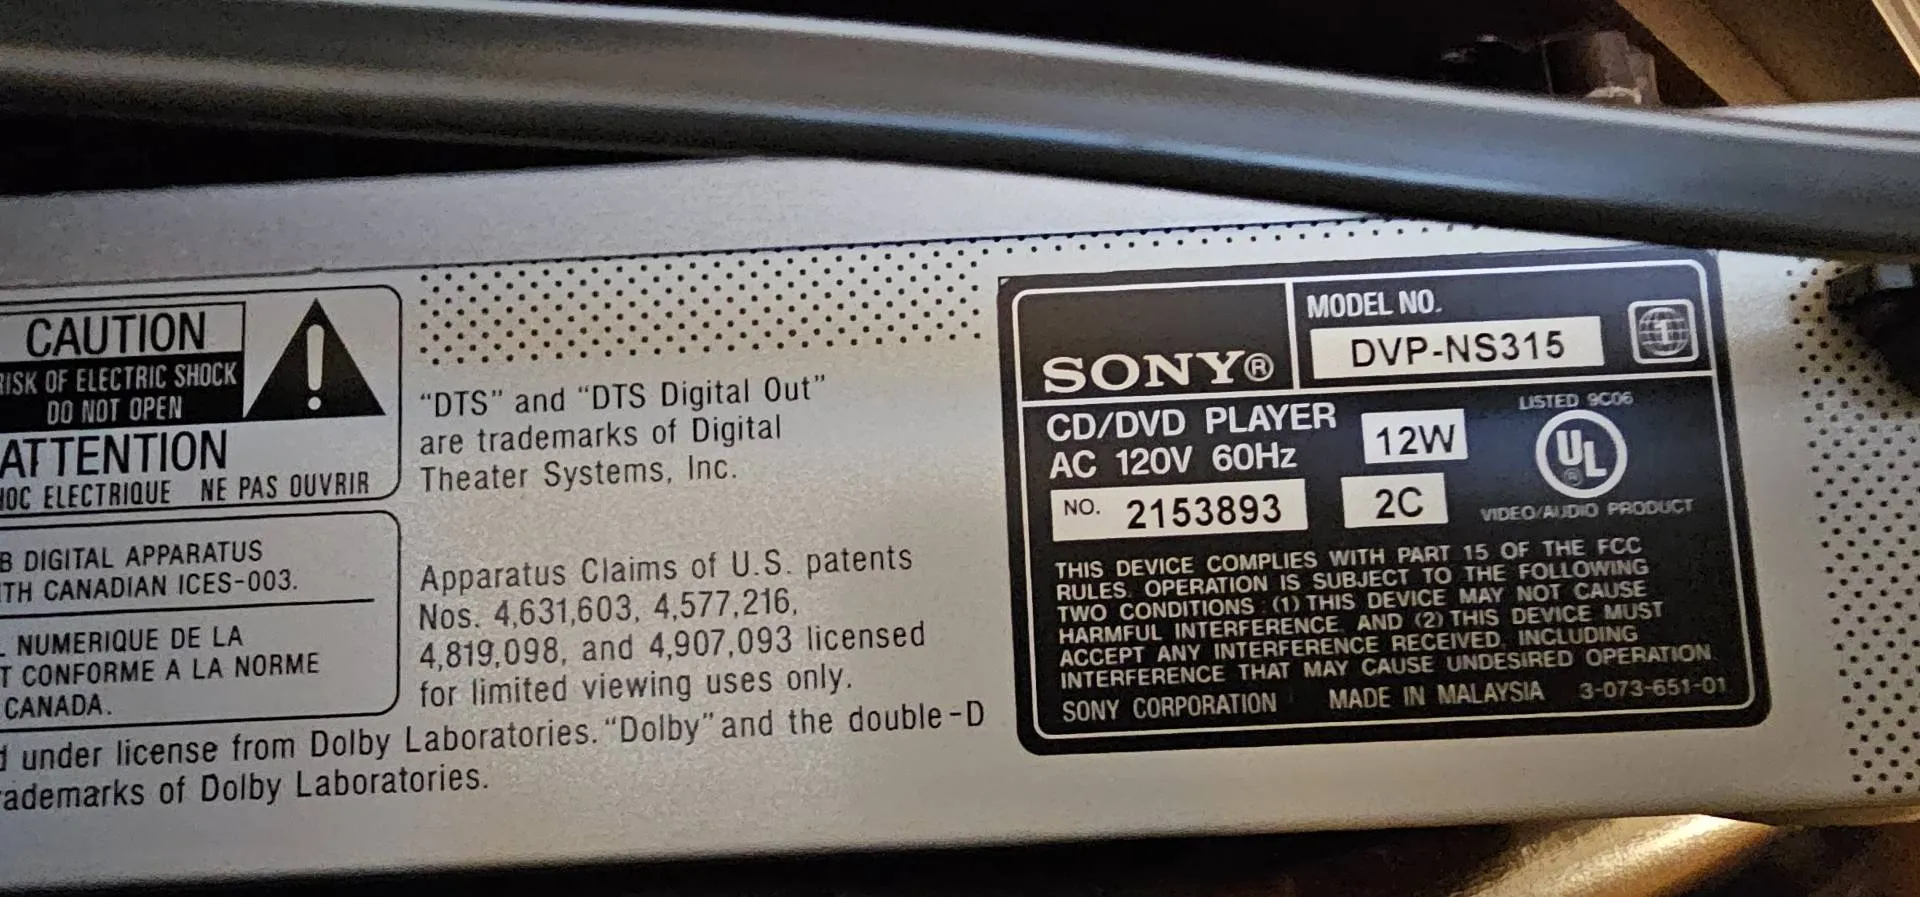 CAUTION
RISK OF ELECTRIC SHOCK
DO NOT OPEN
ATTENTION
NE PAS OUVRIR
ELECTRIQUE
B DIGITAL APPARATUS
CANADIAN ICES-003.
NUMERIQUE DE LA
CONFORME A LA NORME
CANADA.
"DTS" and "DTS Digital Out"
are trademarks of Digital
Theater Systems, Inc.
Apparatus Claims of U.S. patents
Nos. 4,631,603, 4,577,216,
4,819,098, and 4,907,093 licensed
for limited viewing uses only.
under license from Dolby Laboratories. "Dolby" and the double-D
of Dolby Laboratories.
SONY®
MODEL NO.
DVP-NS315
1
CD/DVD PLAYER
AC 120V 60Hz
12W
NO. 2153893
2C
LISTED 9C06
UL®
VIDEO/AUDIO PRODUCT
THIS DEVICE COMPLIES WITH PART 15 OF THE FCC
RULES. OPERATION IS SUBJECT TO THE FOLLOWING
TWO CONDITIONS: (1) THIS DEVICE MAY NOT CAUSE
HARMFUL INTERFERENCE, AND (2) THIS DEVICE MUST
ACCEPT ANY INTERFERENCE RECEIVED, INCLUDING
INTERFERENCE THAT MAY CAUSE UNDESIRED OPERATION.
SONY CORPORATION MADE IN MALAYSIA 3-073-651-01